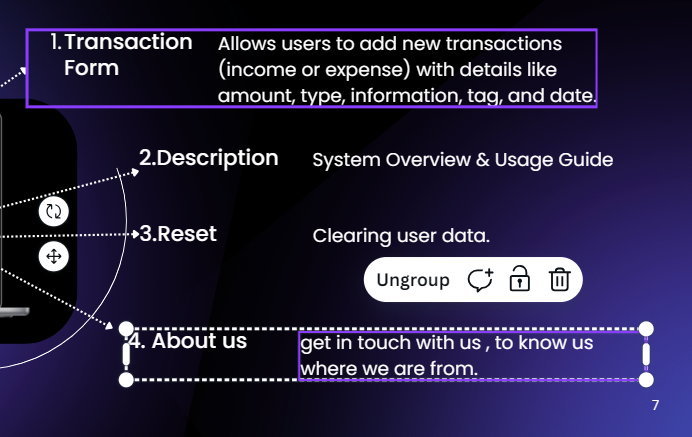 1. Transaction
Form
Allows users to add new transactions
(income or expense) with details like
amount, type, information, tag, and date.
2.Description
System Overview & Usage Guide
3.Reset
Clearing user data.
Ungroup
4. About us
get in touch with us , to know us
where we are from.
7